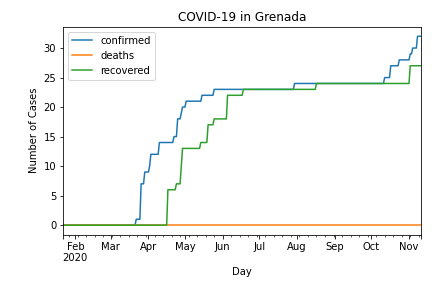 COVID-19 in Grenada
confirmed
deaths
recovered
Number of Cases
30
25
20
15
10
5
0
Feb Mar Apr May Jun Jul Aug Sep Oct Nov
2020
Day